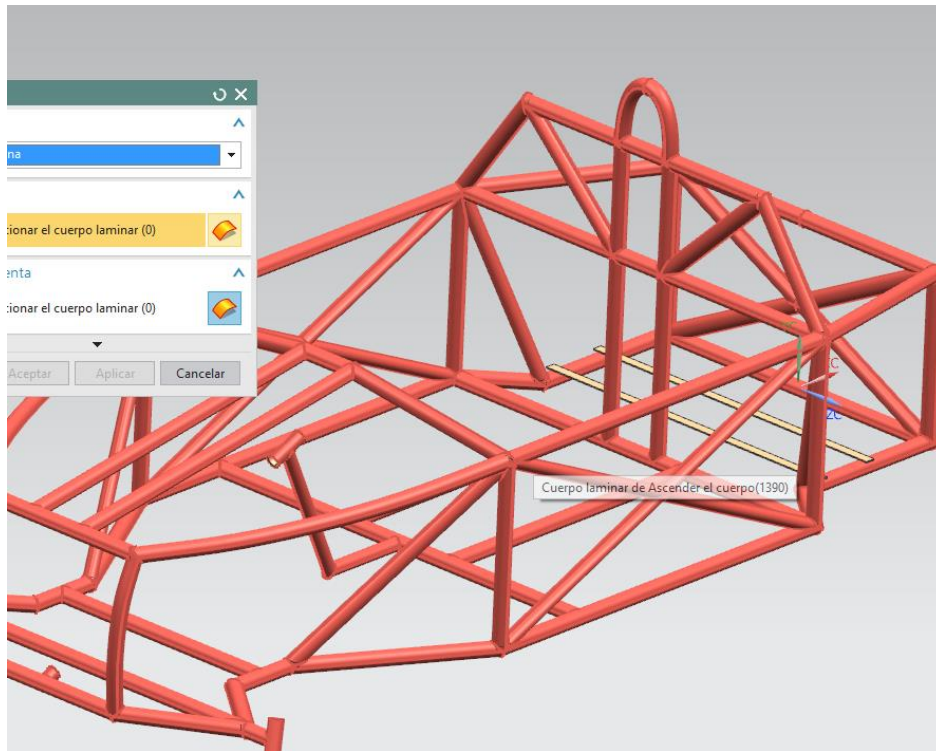 na
cionar el cuerpo laminar (0)
enta
cionar el cuerpo laminar (0)
Aceptar
Aplicar
Cancelar
Cuerpo laminar de Ascender el cuerpo(1390)
ZC